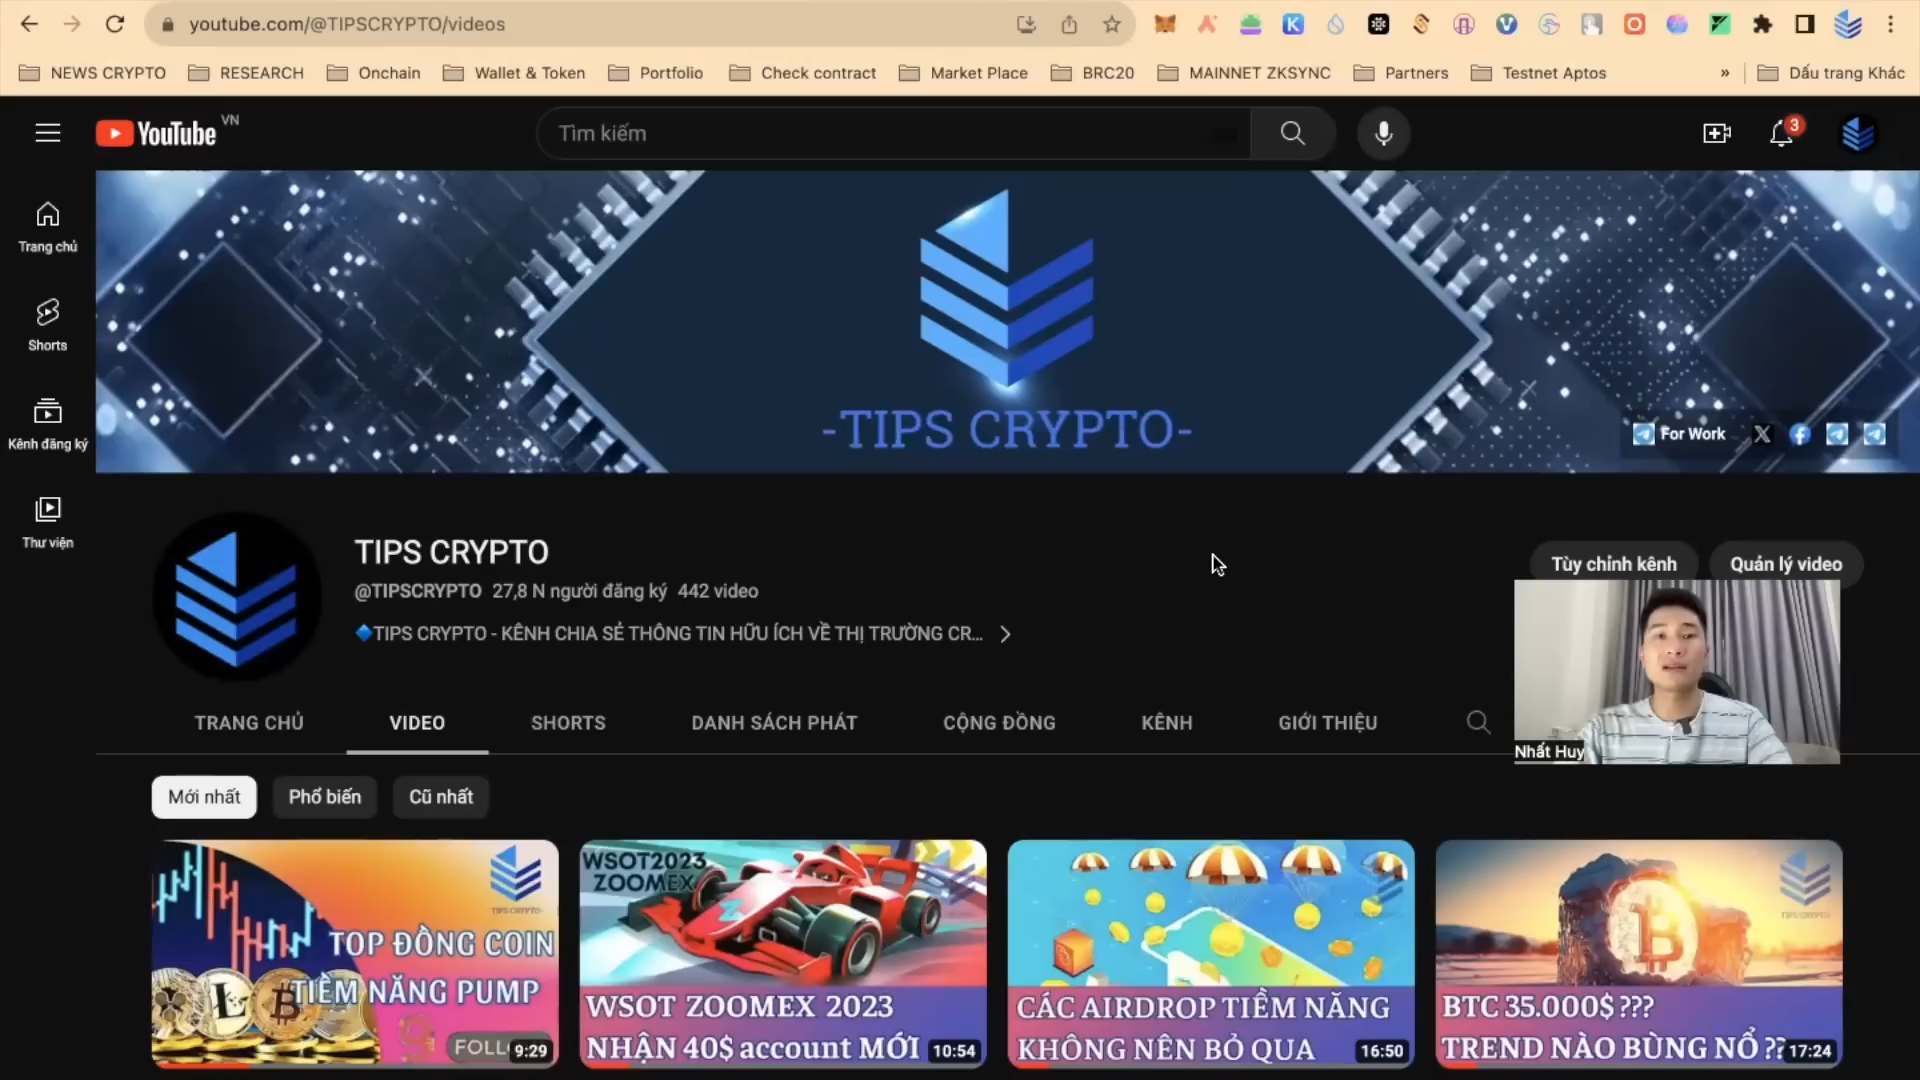 youtube.com/@TIPSCRYPTO/videos
NEWS CRYPTO
RESEARCH
Onchain
Wallet & Token
Portfolio
Check contract
Market Place
BRC20
MAINNET ZKSYNC
Partners
Testnet Aptos
»
Dấu trang Khác
YouTube VN
Tìm kiếm
3
Trang chủ
Shorts
Kênh đăng ký
Thư viện
-TIPS CRYPTO-
For Work
TIPS CRYPTO
@TIPSCRYPTO 27,8 N người đăng ký 442 video
TIPS CRYPTO - KÊNH CHIA SẺ THÔNG TIN HỮU ÍCH VỀ THỊ TRƯỜNG CR...
Tùy chỉnh kênh
Quản lý video
Nhất Huy
TRANG CHỦ
VIDEO
SHORTS
DANH SÁCH PHÁT
CỘNG ĐỒNG
KÊNH
GIỚI THIỆU
Mới nhất
Phổ biến
Cũ nhất
TOP ĐỒNG COIN
TIỀM NĂNG PUMP
9:29
WSOT2023
ZOOMEX
WSOT ZOOMEX 2023
NHẬN 40$ account MỚI
10:54
CÁC AIRDROP TIỀM NĂNG
KHÔNG NÊN BỎ QUA
16:50
BTC 35.000$ ???
TREND NÀO BÙNG NỔ ??
17:24